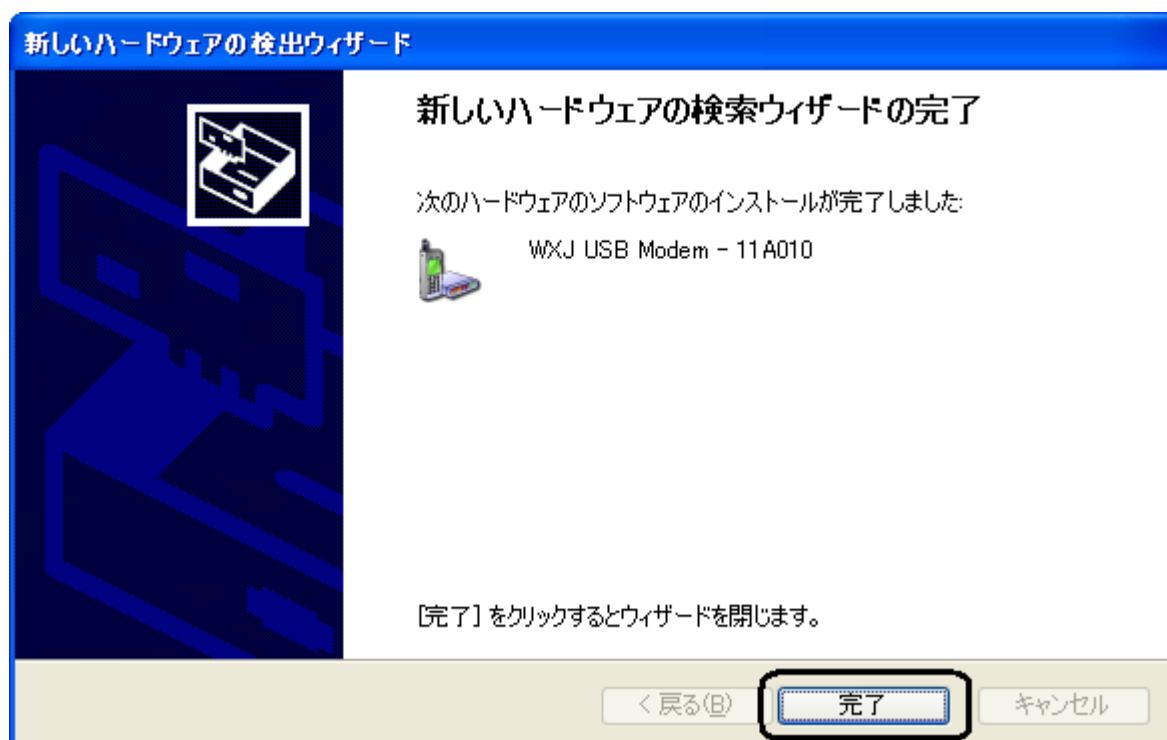 新しいハードウェアの検出ウィザード
新しいハードウェアの検索ウィザードの完了
次のハードウェアのソフトウェアのインストールが完了しました:
WXJ USB Modem - 11A010
[完了] をクリックするとウィザードを閉じます。
< 戻る(B) 完了 キャンセル